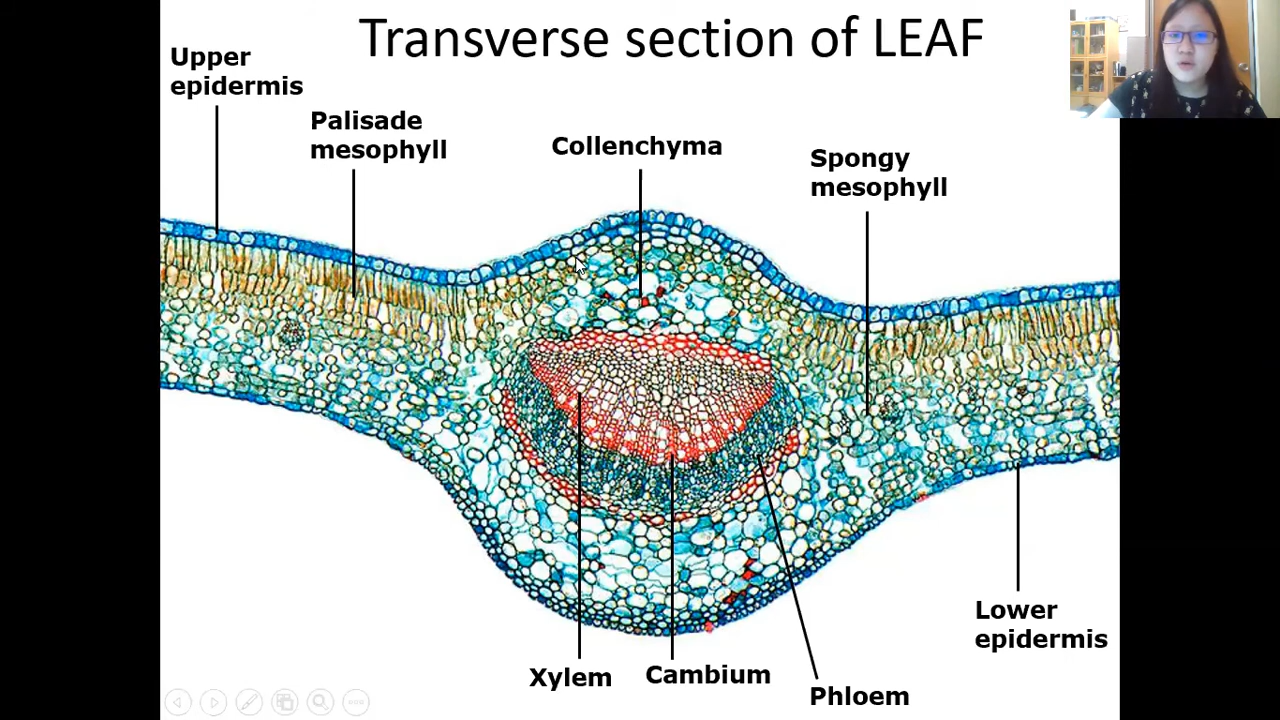 Transverse section of LEAF
Upper
epidermis
Palisade
mesophyll
Collenchyma
Spongy
mesophyll
Lower
epidermis
Xylem
Cambium
Phloem